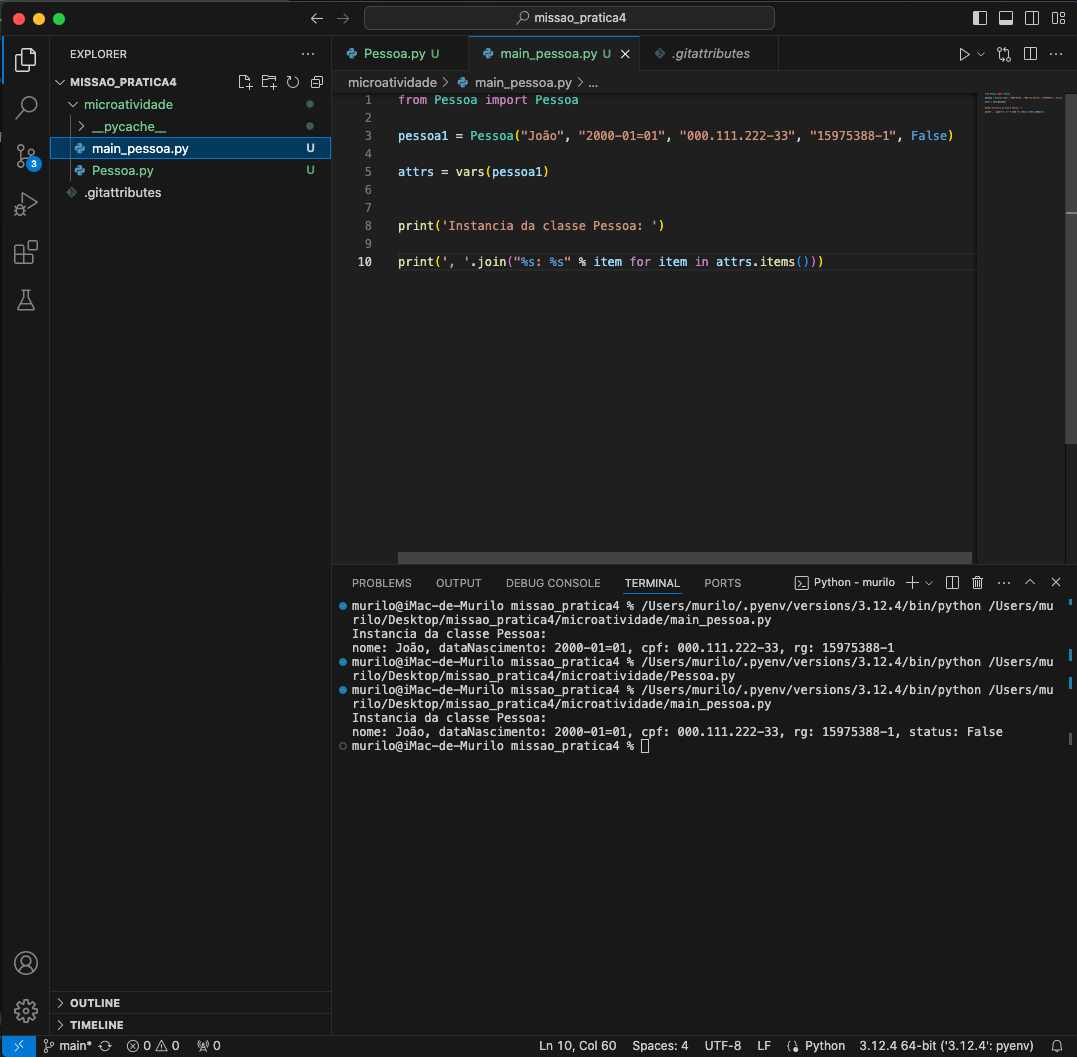 missao_pratica4
EXPLORER
MISSAO_PRATICA4
microatividade
__pycache__
main_pessoa.py U
Pessoa.py U
.gitattributes
3
Pessoa.py U
main_pessoa.py U
.gitattributes
microatividade > main_pessoa.py > ...
1 from Pessoa import Pessoa
2
3 pessoa1 = Pessoa("João", "2000-01=01", "000.111.222-33", "15975388-1", False)
4
5 attrs = vars(pessoa1)
6
7
8 print('Instancia da classe Pessoa: ')
9
10 print(', '.join("%s: %s" % item for item in attrs.items()))
PROBLEMS OUTPUT DEBUG CONSOLE TERMINAL PORTS Python - murilo
murilo@iMac-de-Murilo missao_pratica4 % /Users/murilo/.pyenv/versions/3.12.4/bin/python /Users/mu
rilo/Desktop/missao_pratica4/microatividade/main_pessoa.py
Instancia da classe Pessoa:
nome: João, dataNascimento: 2000-01=01, cpf: 000.111.222-33, rg: 15975388-1
murilo@iMac-de-Murilo missao_pratica4 % /Users/murilo/.pyenv/versions/3.12.4/bin/python /Users/mu
rilo/Desktop/missao_pratica4/microatividade/Pessoa.py
murilo@iMac-de-Murilo missao_pratica4 % /Users/murilo/.pyenv/versions/3.12.4/bin/python /Users/mu
rilo/Desktop/missao_pratica4/microatividade/main_pessoa.py
Instancia da classe Pessoa:
nome: João, dataNascimento: 2000-01=01, cpf: 000.111.222-33, rg: 15975388-1, status: False
murilo@iMac-de-Murilo missao_pratica4 %
OUTLINE
TIMELINE
main* 0 0 0 Ln 10, Col 60 Spaces: 4 UTF-8 LF Python 3.12.4 64-bit ('3.12.4': pyenv)